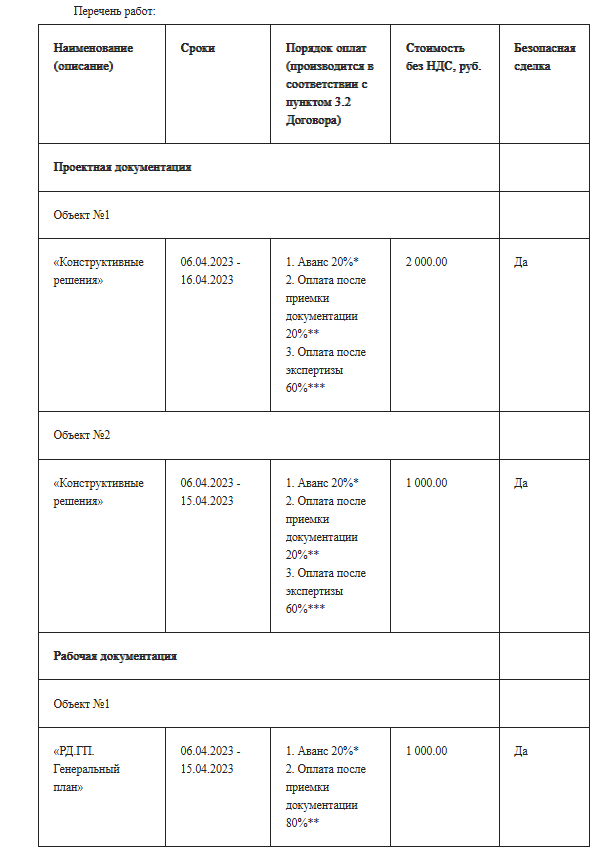 Перечень работ:
Наименование
(описание)
Сроки
Порядок оплат
(производится в
соответствии с
пунктом 3.2
Договора)
Стоимость
без НДС, руб.
Безопасная
сделка
Проектная документация
Объект №1
«Конструктивные
решения»
06.04.2023 -
16.04.2023
1. Аванс 20%*
2. Оплата после
приемки
документации
20%**
3. Оплата после
экспертизы
60%***
2 000.00
Да
Объект №2
«Конструктивные
решения»
06.04.2023 -
15.04.2023
1. Аванс 20%*
2. Оплата после
приемки
документации
20%**
3. Оплата после
экспертизы
60%***
1 000.00
Да
Рабочая документация
Объект №1
«РД.ГП.
Генеральный
план»
06.04.2023 -
15.04.2023
1. Аванс 20%*
2. Оплата после
приемки
документации
80%**
1 000.00
Да